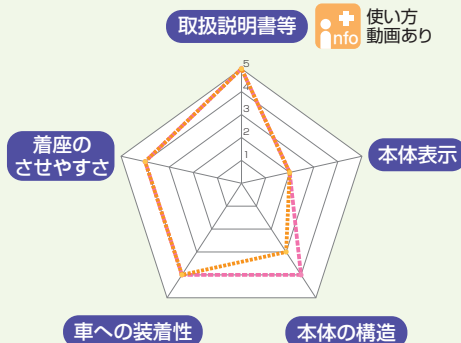 取扱説明書等
info
使い方
動画あり
5
4
3
2
1
着座の
させやすさ
本体表示
車への装着性
本体の構造